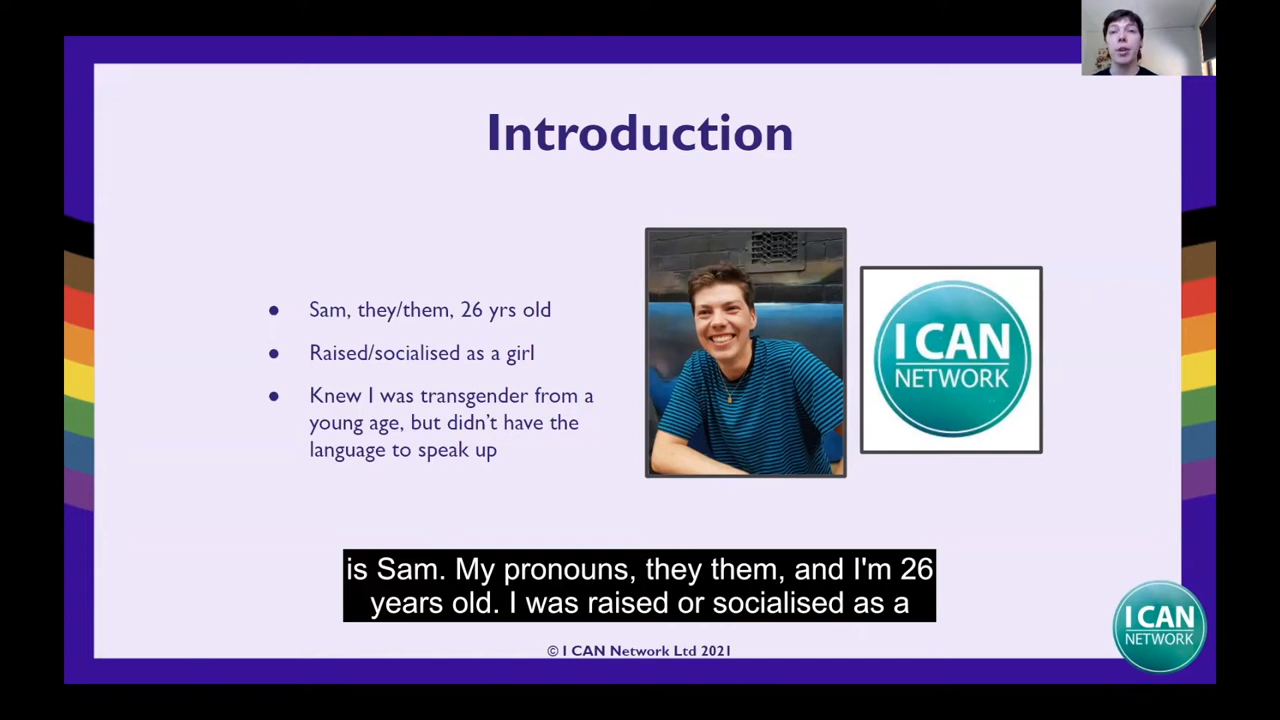 Introduction
● Sam, they/them, 26 yrs old
● Raised/socialised as a girl
● Knew I was transgender from a
young age, but didn’t have the
language to speak up
I CAN
NETWORK
is Sam. My pronouns, they them, and I'm 26
years old. I was raised or socialised as a
I CAN
NETWORK
© I CAN Network Ltd 2021